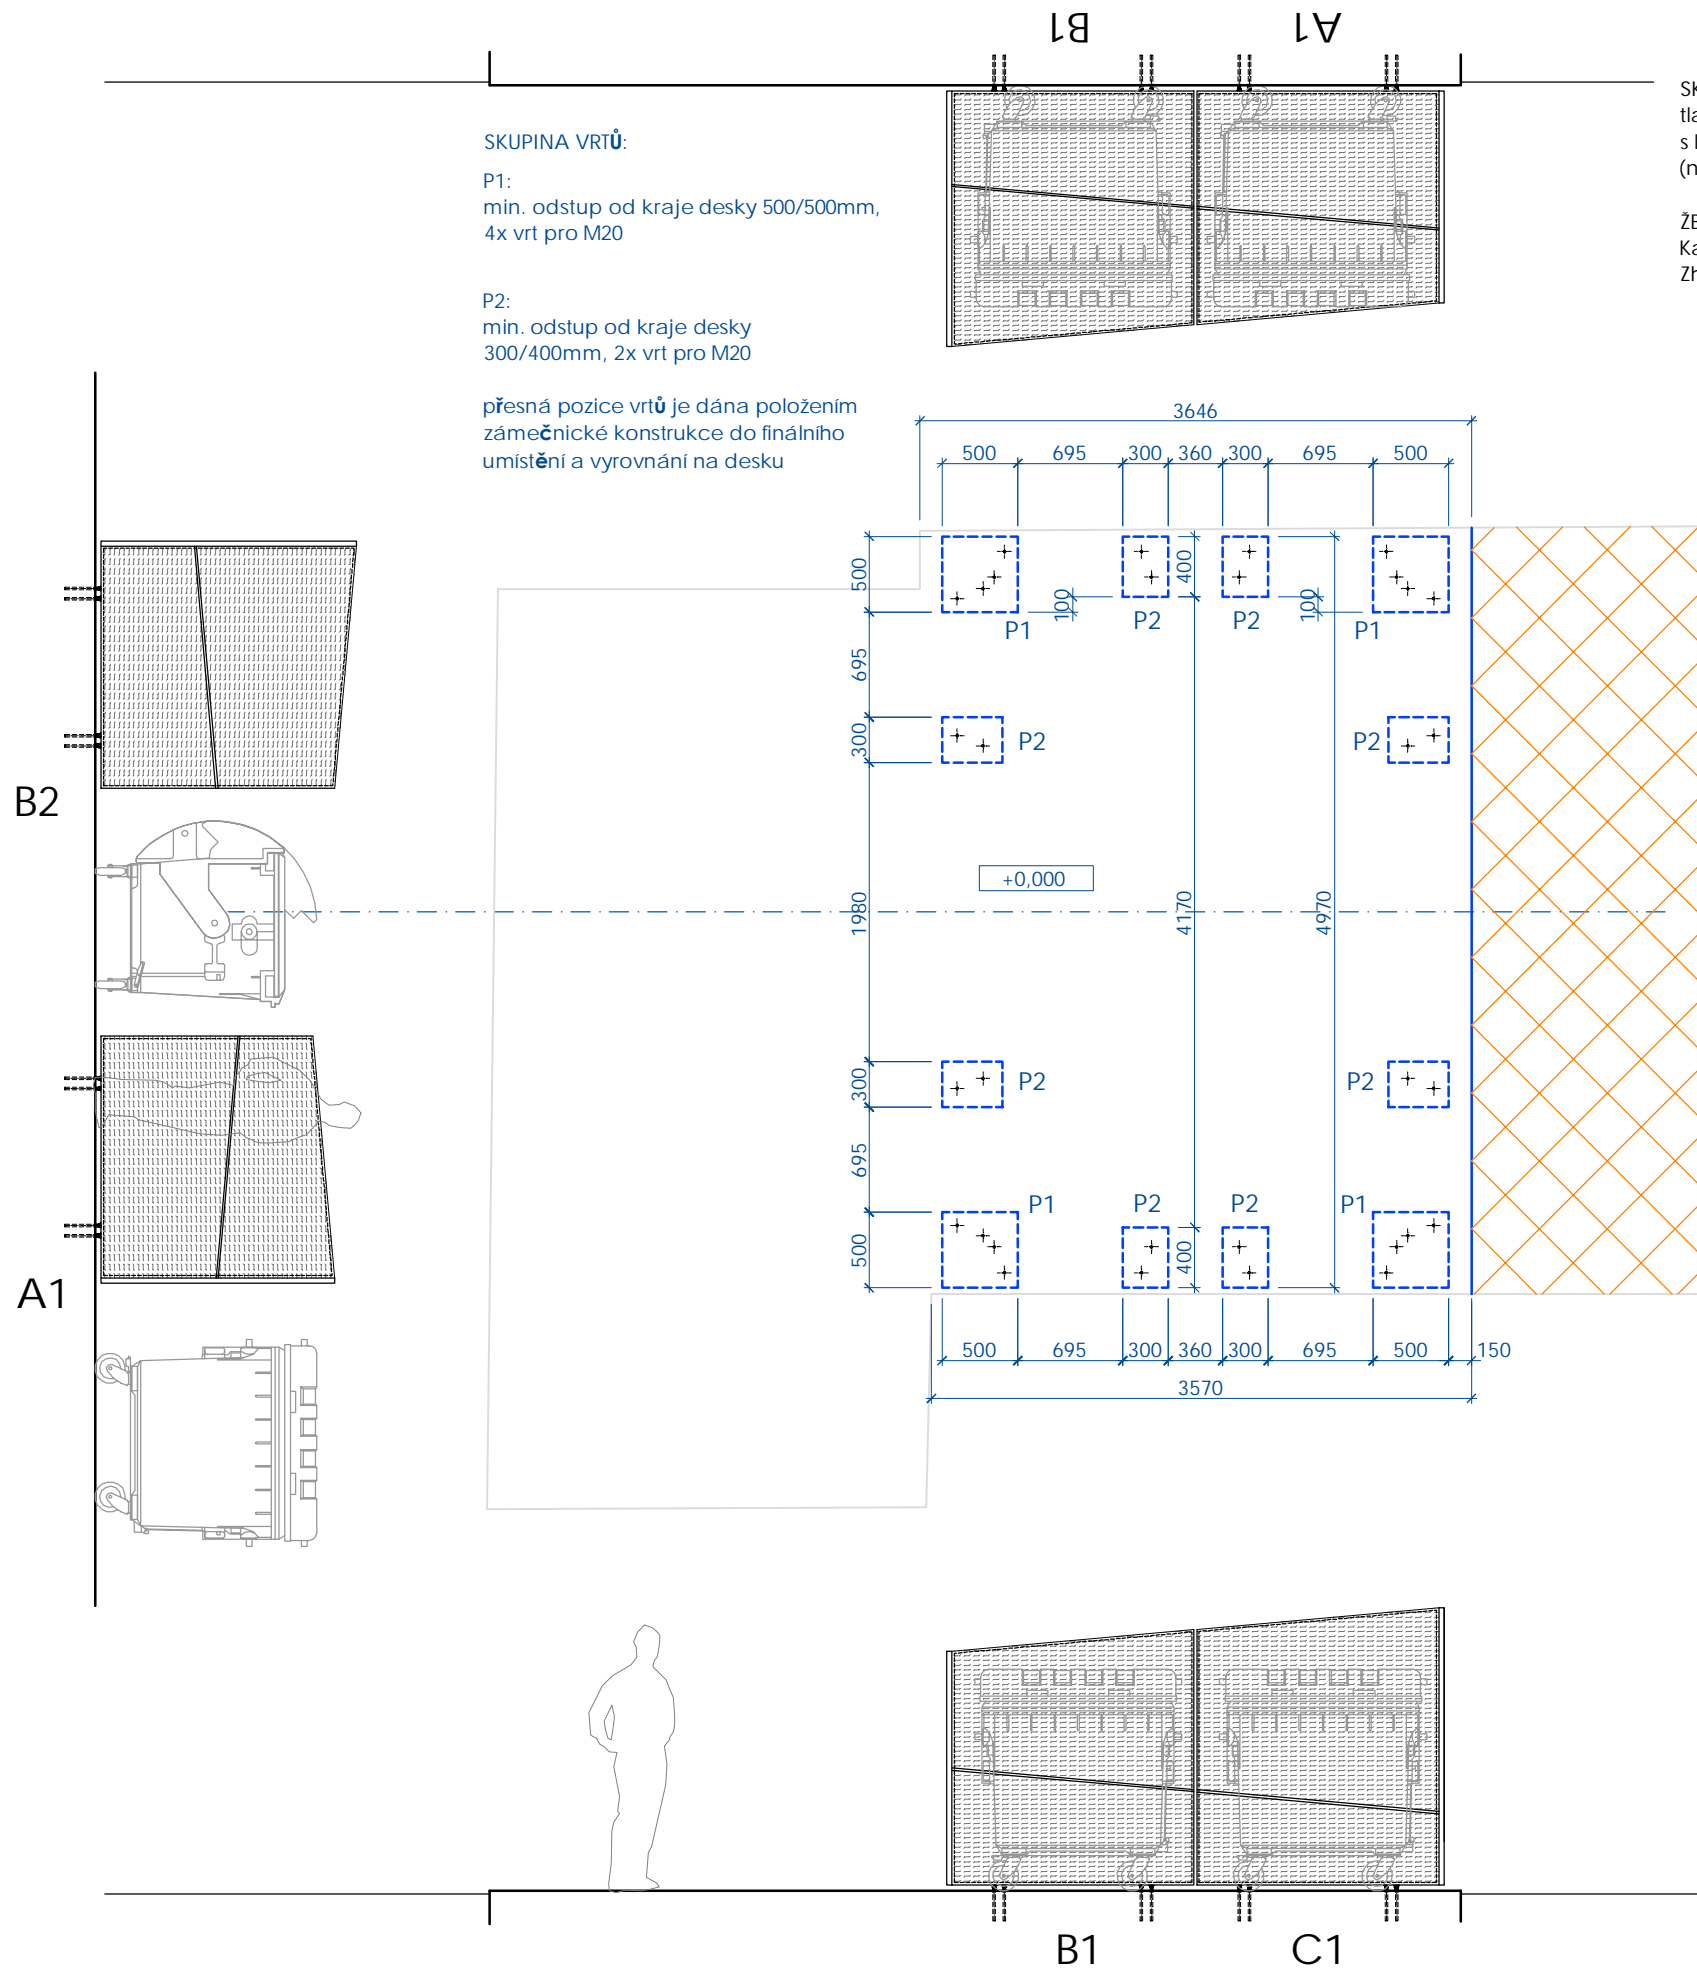 B1 A1
SKUPINA VRTŮ:
P1:
min. odstup od kraje desky 500/500mm,
4x vrt pro M20
P2:
min. odstup od kraje desky
300/400mm, 2x vrt pro M20
přesná pozice vrtů je dána položením
zámečnické konstrukce do finálního
umístění a vyrovnání na desku
3646
500 695 300 360 300 695 500
500 400
100 100
P1 P2 P2 P1
695
300 P2 P2
B2
+0,000
1980 4170 4970
300 P2 P2
695
P1 P2 P2 P1
500 400
A1
500 695 300 360 300 695 500 150
3570
B1 C1